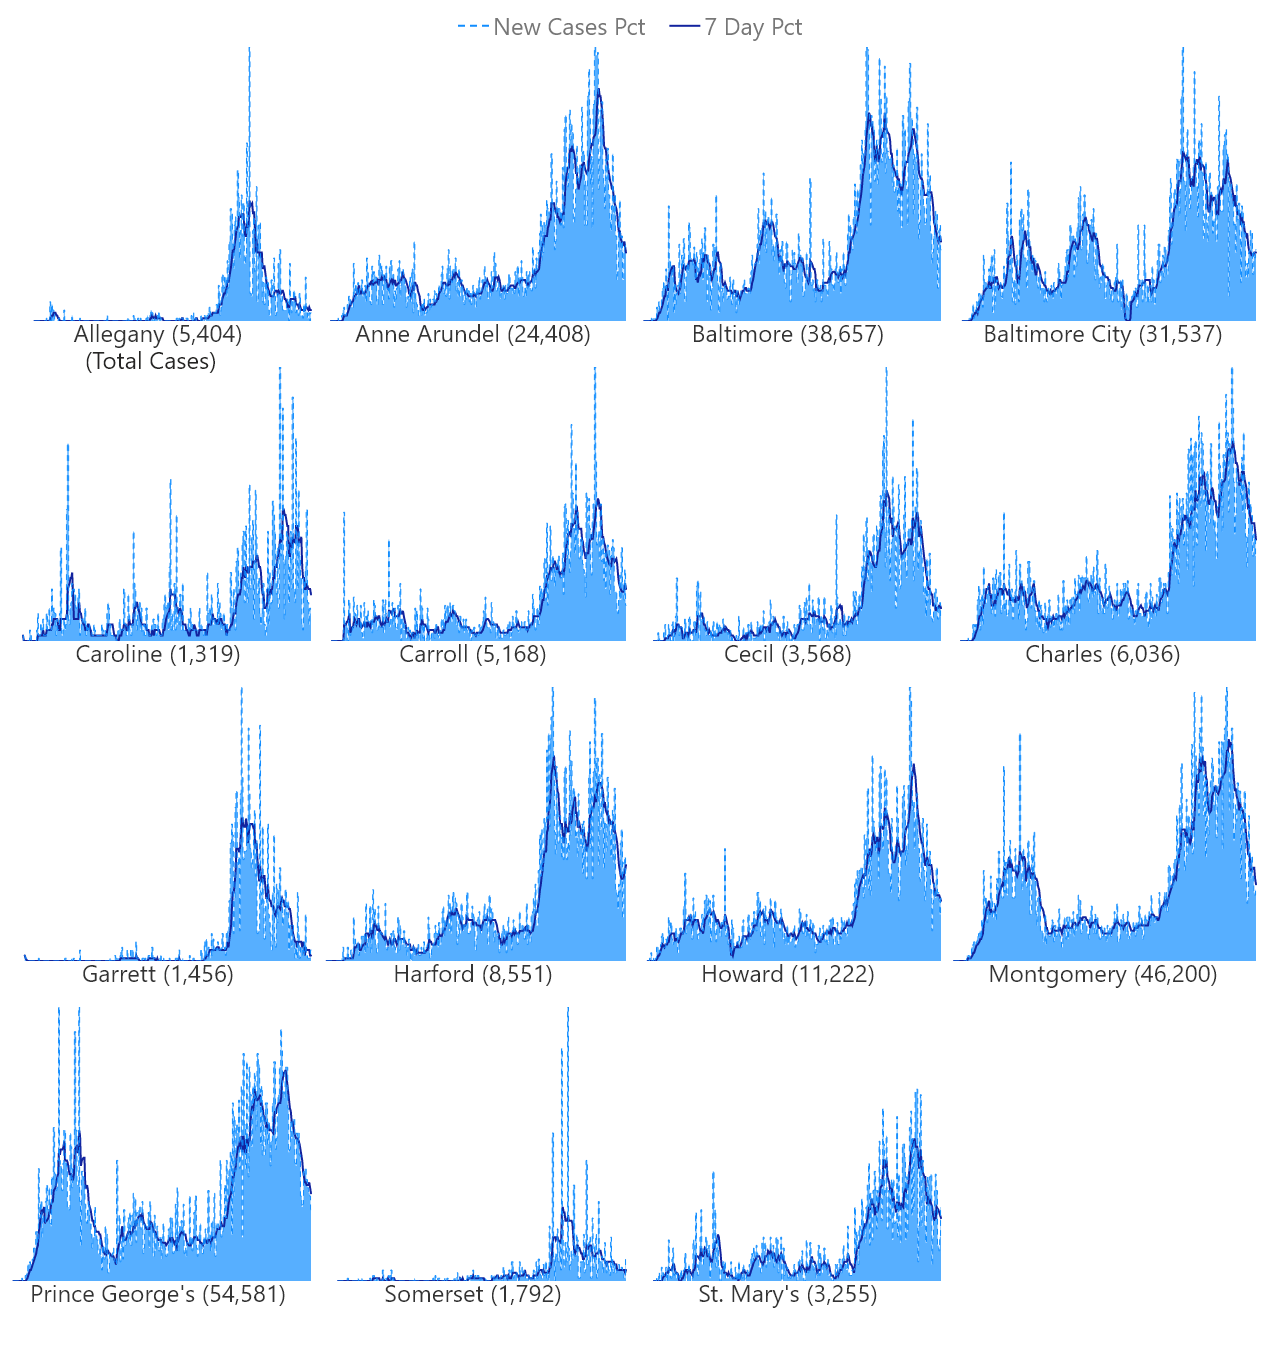 New Cases Pct 7 Day Pct
Allegany (5,404)
(Total Cases)
Anne Arundel (24,408)
Baltimore (38,657)
Baltimore City (31,537)
Caroline (1,319)
Carroll (5,168)
Cecil (3,568)
Charles (6,036)
Garrett (1,456)
Harford (8,551)
Howard (11,222)
Montgomery (46,200)
Prince George's (54,581)
Somerset (1,792)
St. Mary's (3,255)